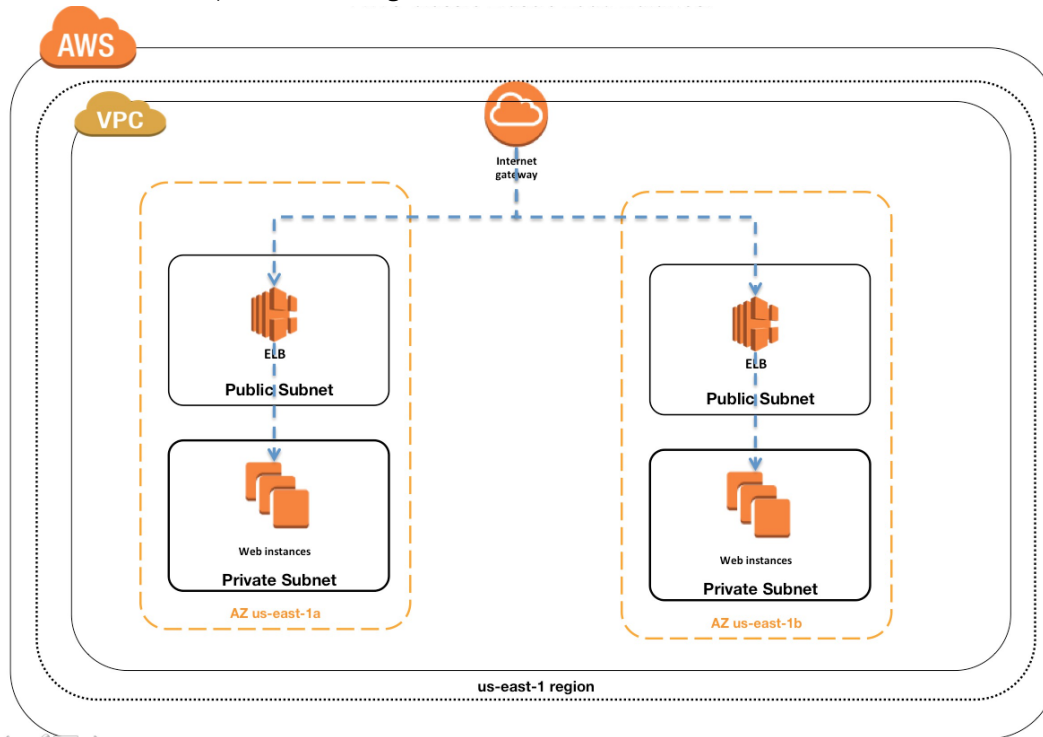 AWS
VPC
Internet
gateway
ELB
Public Subnet
Web instances
Private Subnet
AZ us-east-1a
ELB
Public Subnet
Web instances
Private Subnet
AZ us-east-1b
us-east-1 region